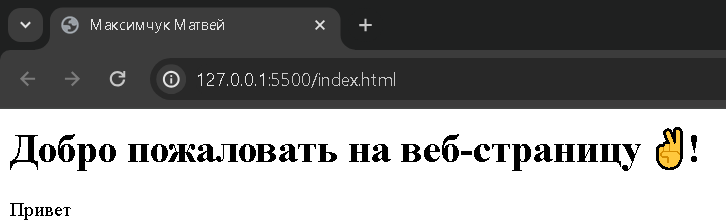 Максимчук Матвей
127.0.0.1:5500/index.html
Добро пожаловать на веб-страницу ✌!
Привет